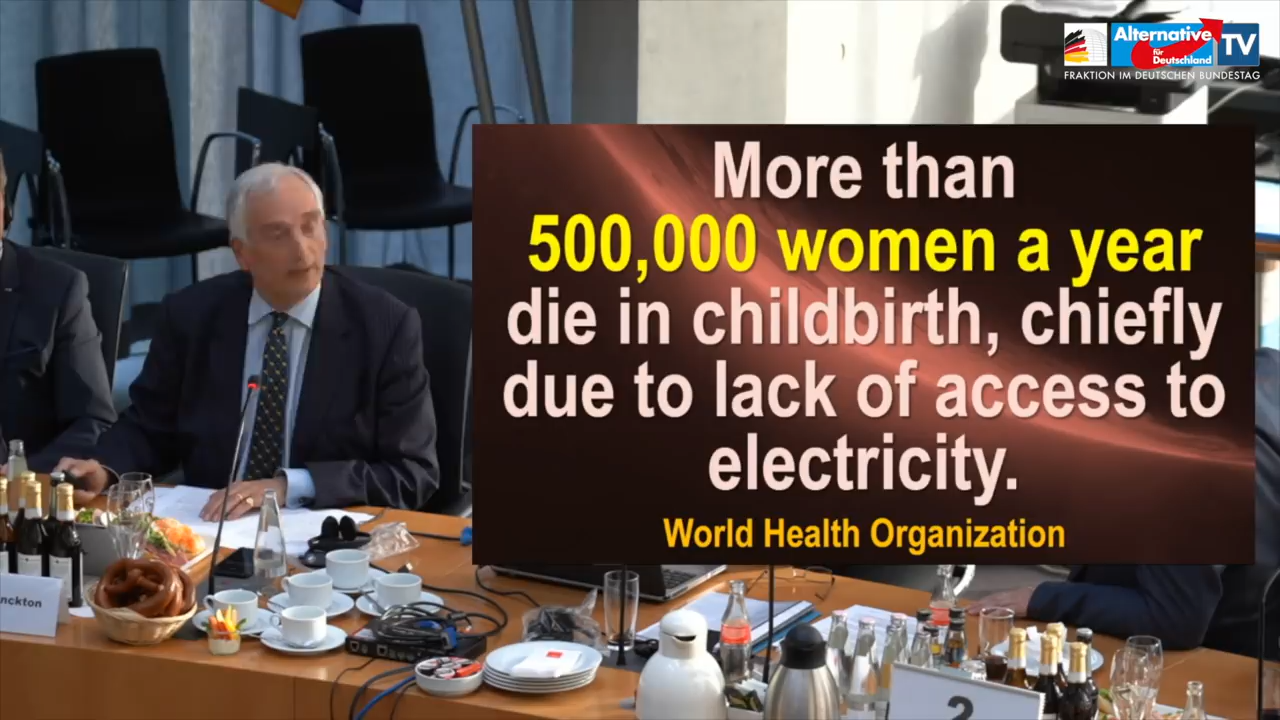 Alternative
für
Deutschland
TV
FRAKTION IM DEUTSCHEN BUNDESTAG
More than
500,000 women a year
die in childbirth, chiefly
due to lack of access to
electricity.
World Health Organization
nckton
2